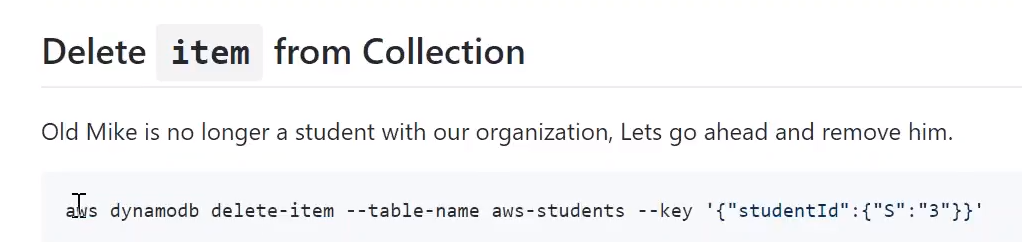 Delete item from Collection
Old Mike is no longer a student with our organization, Lets go ahead and remove him.
aws dynamodb delete-item --table-name aws-students --key '{"studentId":{"S":"3"}}'